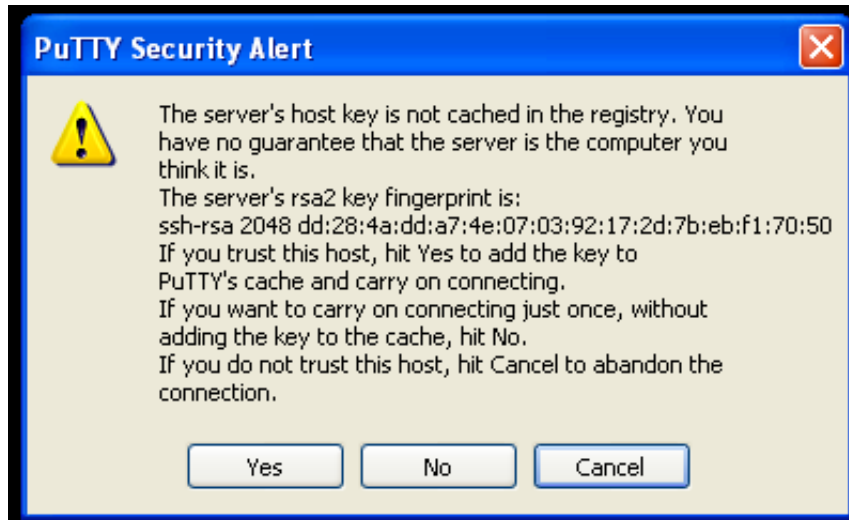 PuTTY Security Alert
The server's host key is not cached in the registry. You
have no guarantee that the server is the computer you
think it is.
The server's rsa2 key fingerprint is:
ssh-rsa 2048 dd:28:4a:dd:a7:4e:07:03:92:17:2d:7b:eb:f1:70:50
If you trust this host, hit Yes to add the key to
PuTTY's cache and carry on connecting.
If you want to carry on connecting just once, without
adding the key to the cache, hit No.
If you do not trust this host, hit Cancel to abandon the
connection.
Yes No Cancel